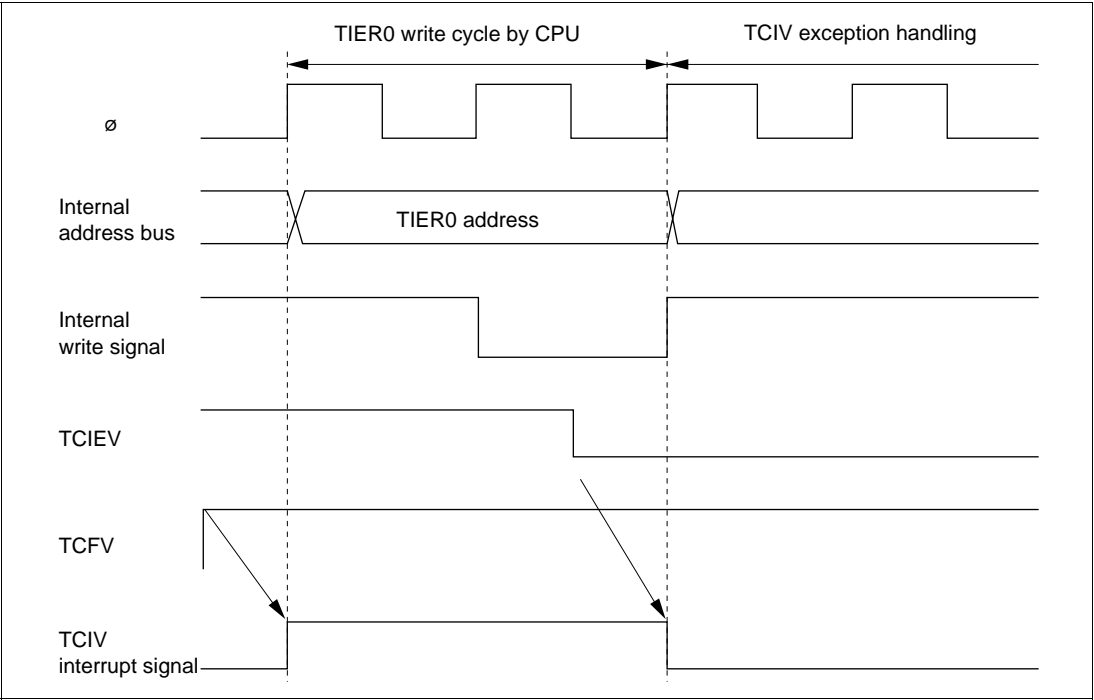 TIER0 write cycle by CPU
TCIV exception handling
ø
Internal
address bus
TIER0 address
Internal
write signal
TCIEV
TCFV
TCIV
interrupt signal